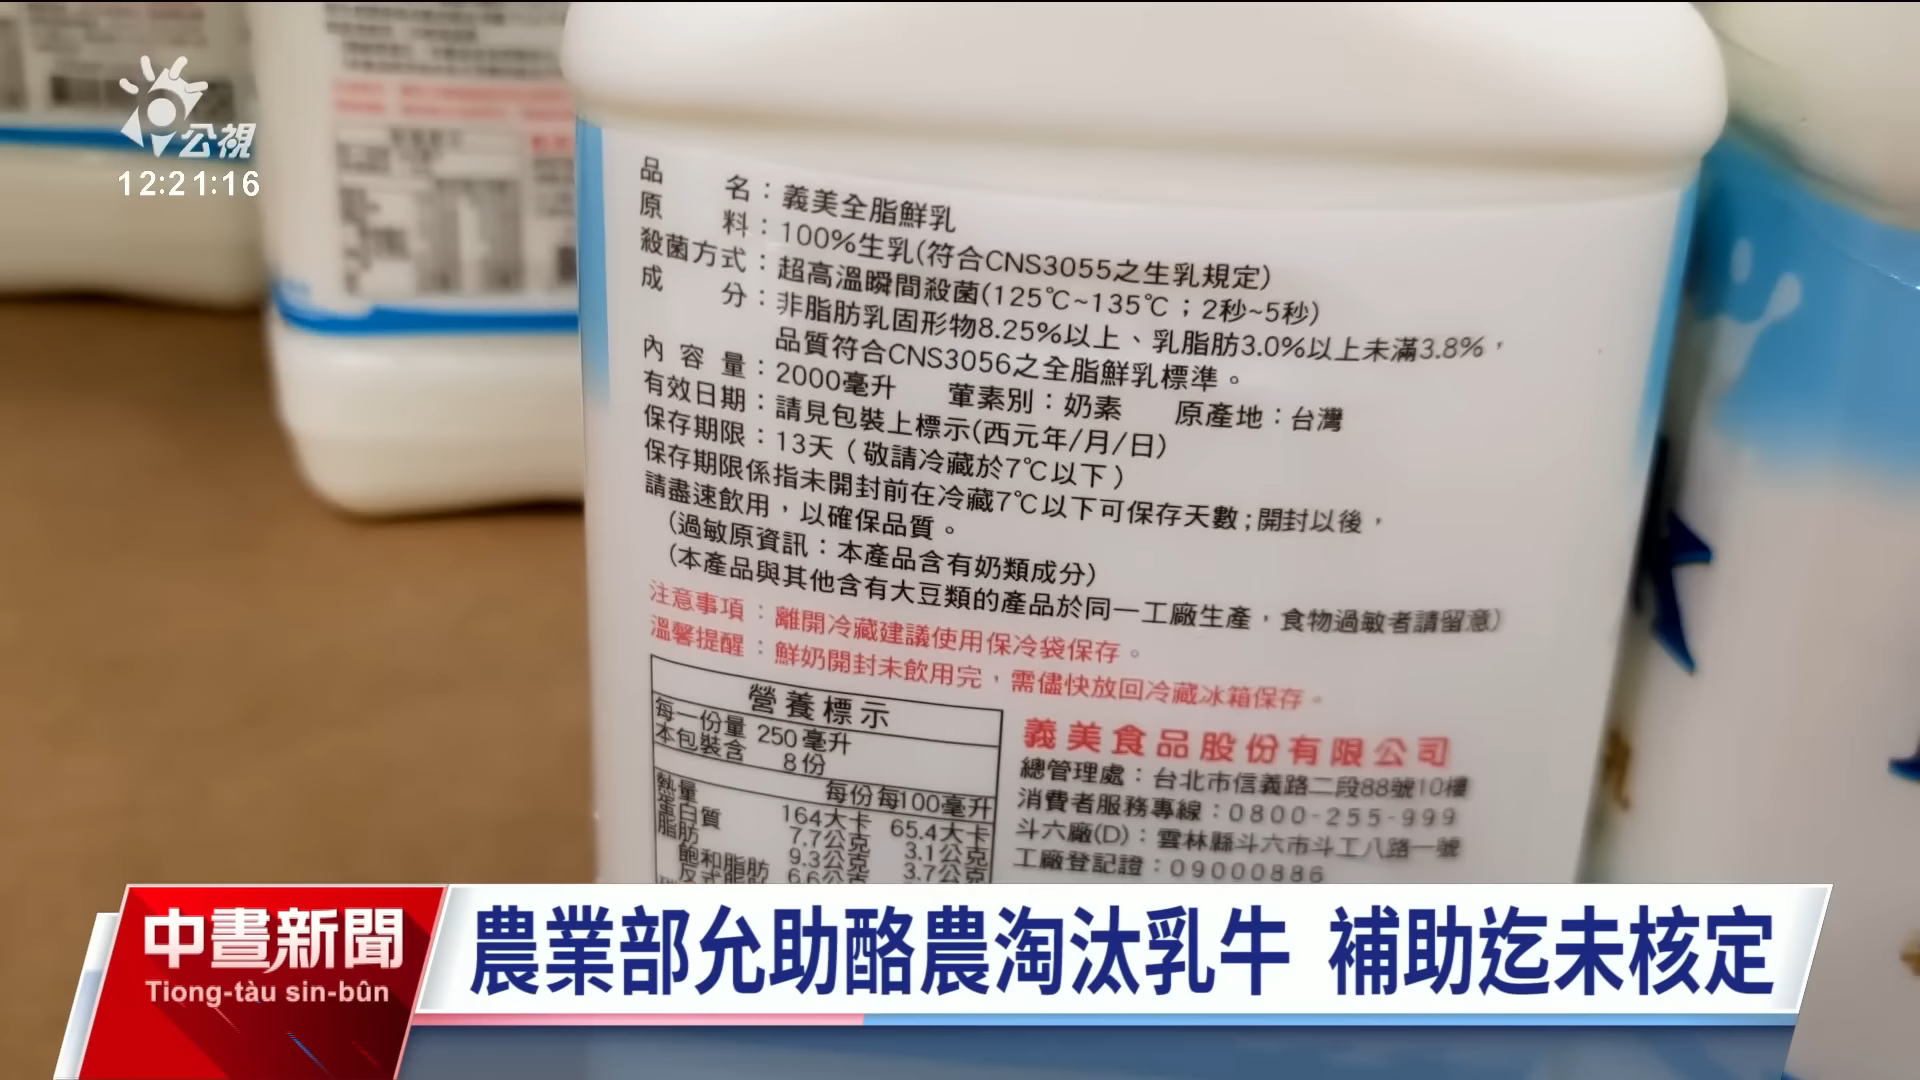 公視
12:21:16
品　名：義美全脂鮮乳
原　料：100%生乳(符合CNS3055之生乳規定)
殺菌方式：超高溫瞬間殺菌(125℃~135℃；2秒~5秒)
成　分：非脂肪乳固形物8.25%以上、乳脂肪3.0%以上未滿3.8%，
品質符合CNS3056之全脂鮮乳標準。
內容量：2000毫升　葷素別：奶素　原產地：台灣
有效日期：請見包裝上標示(西元年/月/日)
保存期限：13天（敬請冷藏於7℃以下）
保存期限係指未開封前在冷藏7℃以下可保存天數;開封以後，
請盡速飲用，以確保品質。
(過敏原資訊：本產品含有奶類成分)
(本產品與其他含有大豆類的產品於同一工廠生產，食物過敏者請留意)
注意事項：離開冷藏建議使用保冷袋保存。
溫馨提醒：鮮奶開封未飲用完，需儘快放回冷藏冰箱保存。
營養標示
每一份量 250毫升
本包裝含 8份
每份 每100毫升
熱量 164大卡 65.4大卡
蛋白質 7.7公克 3.1公克
脂肪 9.3公克 3.7公克
飽和脂肪 6.6公克
義美食品股份有限公司
總管理處：台北市信義路二段88號10樓
消費者服務專線：0800-255-999
斗六廠(D)：雲林縣斗六市斗工八路一號
工廠登記證：09000886
中晝新聞
Tiong-tàu sin-bûn
農業部允助酪農淘汰乳牛 補助迄未核定